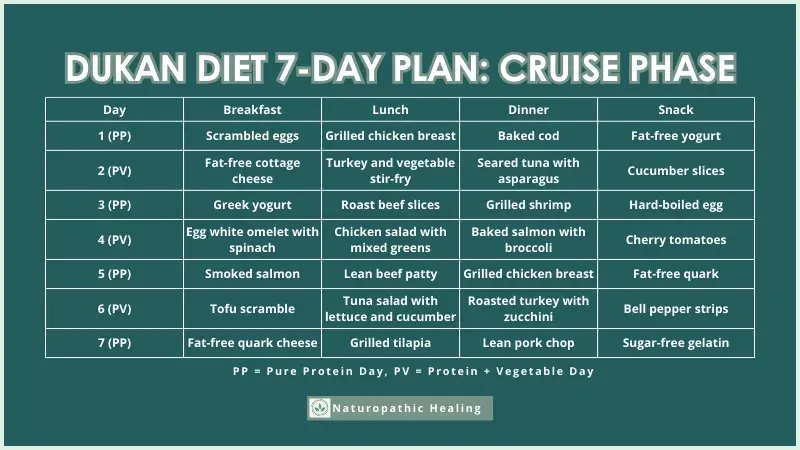 DUKAN DIET 7-DAY PLAN: CRUISE PHASE
Day Breakfast Lunch Dinner Snack
1 (PP) Scrambled eggs Grilled chicken breast Baked cod Fat-free yogurt
2 (PV) Fat-free cottage cheese Turkey and vegetable stir-fry Seared tuna with asparagus Cucumber slices
3 (PP) Greek yogurt Roast beef slices Grilled shrimp Hard-boiled egg
4 (PV) Egg white omelet with spinach Chicken salad with mixed greens Baked salmon with broccoli Cherry tomatoes
5 (PP) Smoked salmon Lean beef patty Grilled chicken breast Fat-free quark
6 (PV) Tofu scramble Tuna salad with lettuce and cucumber Roasted turkey with zucchini Bell pepper strips
7 (PP) Fat-free quark cheese Grilled tilapia Lean pork chop Sugar-free gelatin
PP = Pure Protein Day, PV = Protein + Vegetable Day
Naturopathic Healing